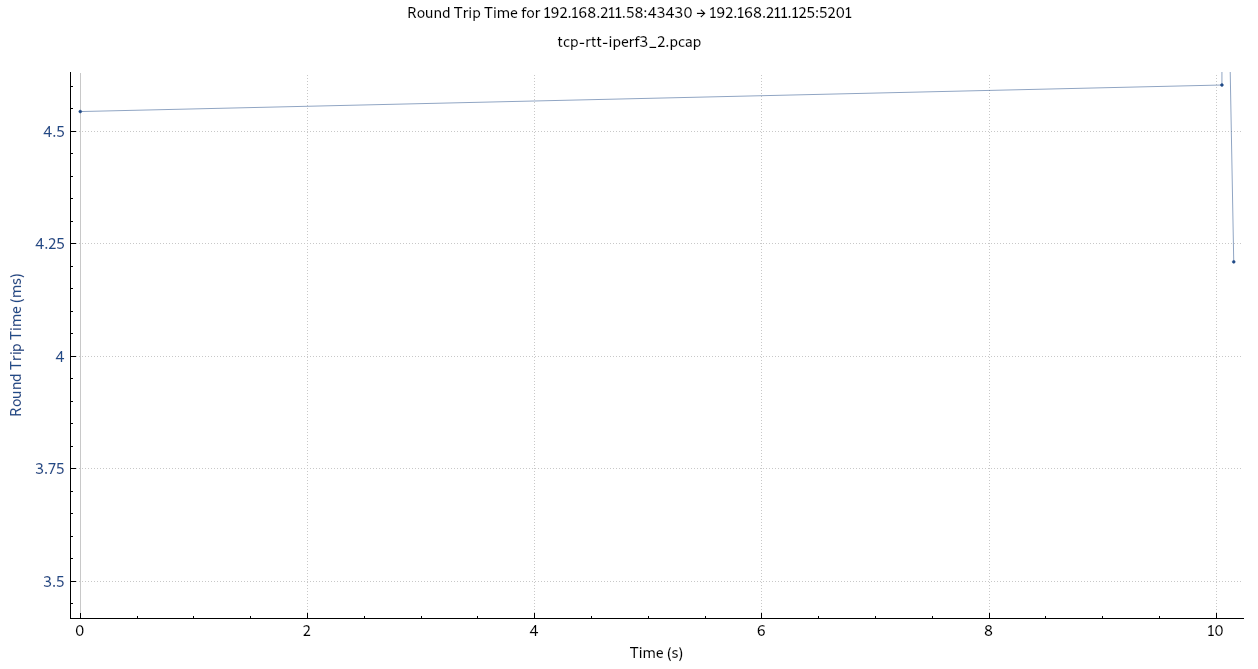 Round Trip Time for 192.168.211.58:43430 → 192.168.211.125:5201
tcp-rtt-iperf3_2.pcap
Round Trip Time (ms)
4.5
4.25
4
3.75
3.5
0 2 4 6 8 10
Time (s)